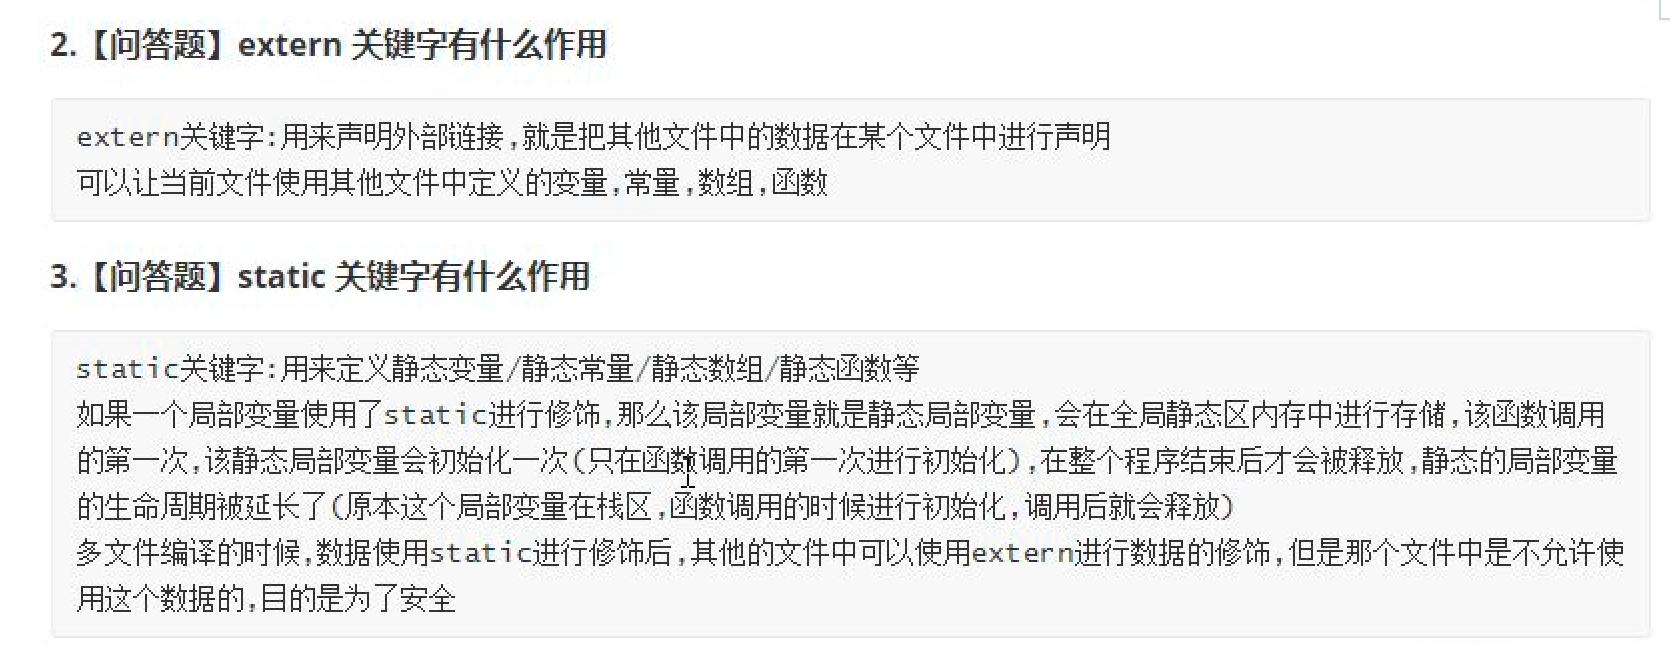 2.【问答题】extern 关键字有什么作用
extern关键字:用来声明外部链接,就是把其他文件中的数据在某个文件中进行声明
可以让当前文件使用其他文件中定义的变量,常量,数组,函数
3.【问答题】static 关键字有什么作用
static关键字:用来定义静态变量/静态常量/静态数组/静态函数等
如果一个局部变量使用了static进行修饰,那么该局部变量就是静态局部变量,会在全局静态区内存中进行存储,该函数调用
的第一次,该静态局部变量会初始化一次(只在函数调用的第一次进行初始化),在整个程序结束后才会被释放,静态的局部变量
的生命周期被延长了(原本这个局部变量在栈区,函数调用的时候进行初始化,调用后就会释放)
多文件编译的时候,数据使用static进行修饰后,其他的文件中可以使用extern进行数据的修饰,但是那个文件中是不允许使
用这个数据的,目的是为了安全